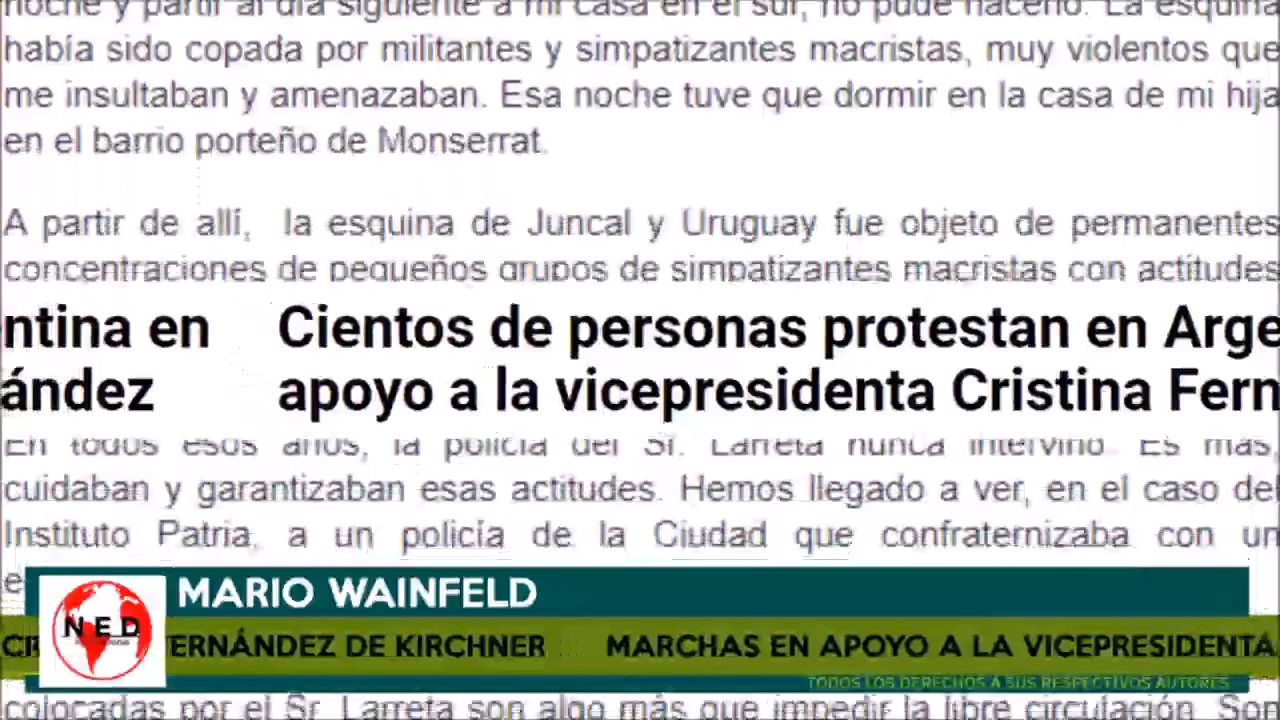 noche y partir al día siguiente a mi casa en el sur, no pude hacerlo. La esquina
había sido copada por militantes y simpatizantes macristas, muy violentos que
me insultaban y amenazaban. Esa noche tuve que dormir en la casa de mi hija
en el barrio porteño de Monserrat.
A partir de allí, la esquina de Juncal y Uruguay fue objeto de permanentes
concentraciones de pequeños grupos de simpatizantes macristas con actitudes
ntina en Cientos de personas protestan en Arge
ández apoyo a la vicepresidenta Cristina Fern
En todos esos años, la policía del Sr. Larreta nunca intervino. Es más,
cuidaban y garantizaban esas actitudes. Hemos llegado a ver, en el caso del
Instituto Patria, a un policía de la Ciudad que confraternizaba con un
e
MARIO WAINFELD
NED
ERNÁNDEZ DE KIRCHNER MARCHAS EN APOYO A LA VICEPRESIDENTA
TODOS LOS DERECHOS A SUS RESPECTIVOS AUTORES
colocadas por el Sr. Larreta son algo más que impedir la libre circulación. Son